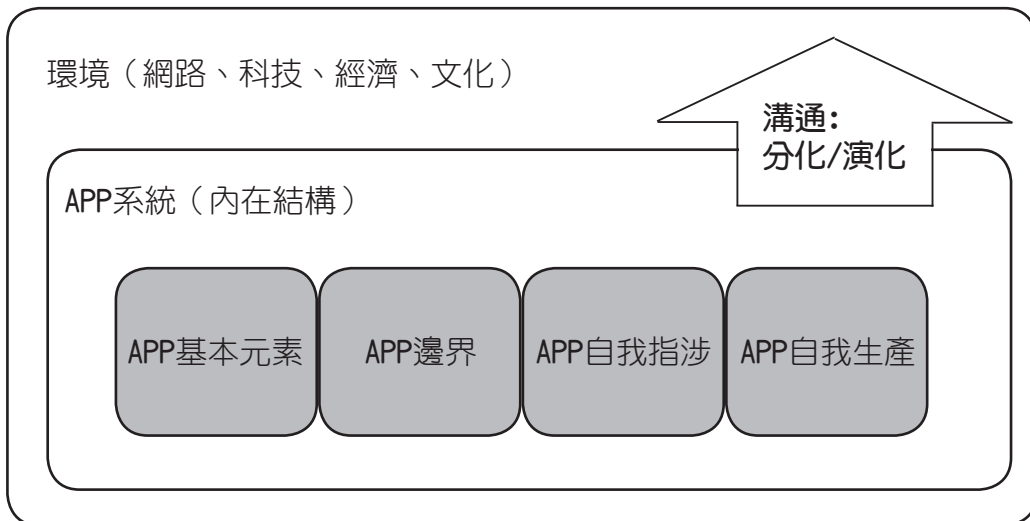 環境（網路、科技、經濟、文化）
溝通:
分化/演化
APP系統（內在結構）
APP基本元素
APP邊界
APP自我指涉
APP自我生產